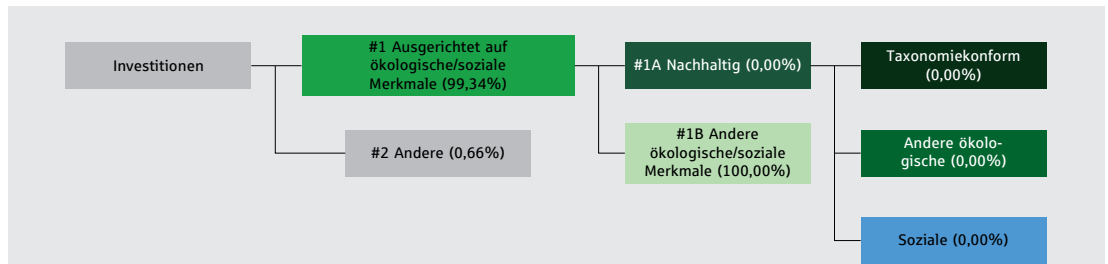 Investitionen
#1 Ausgerichtet auf
ökologische/soziale
Merkmale (99,34%)
#2 Andere (0,66%)
#1A Nachhaltig (0,00%)
#1B Andere
ökologische/soziale
Merkmale (100,00%)
Taxonomiekonform
(0,00%)
Andere ökolo-
gische (0,00%)
Soziale (0,00%)